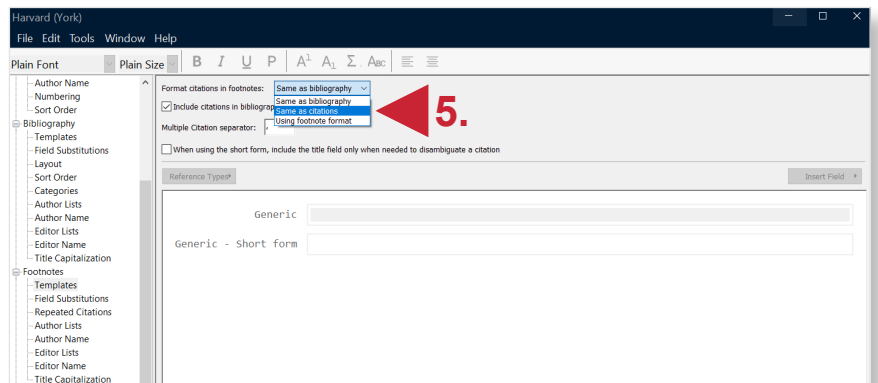 Harvard (York)
File Edit Tools Window Help
Plain Font Plain Size B I U P A1 A1 Σ ABC
Author Name
Numbering
Sort Order
Bibliography
Templates
Field Substitutions
Layout
Sort Order
Categories
Author Lists
Author Name
Editor Lists
Editor Name
Title Capitalization
Footnotes
Templates
Field Substitutions
Repeated Citations
Author Lists
Author Name
Editor Lists
Editor Name
Title Capitalization
Format citations in footnotes: Same as bibliography
Same as bibliography
Same as citations
Using footnote format
Include citations in bibliograp
Multiple Citation separator:
5.
When using the short form, include the title field only when needed to disambiguate a citation
Reference Types Insert Field
Generic
Generic - Short form